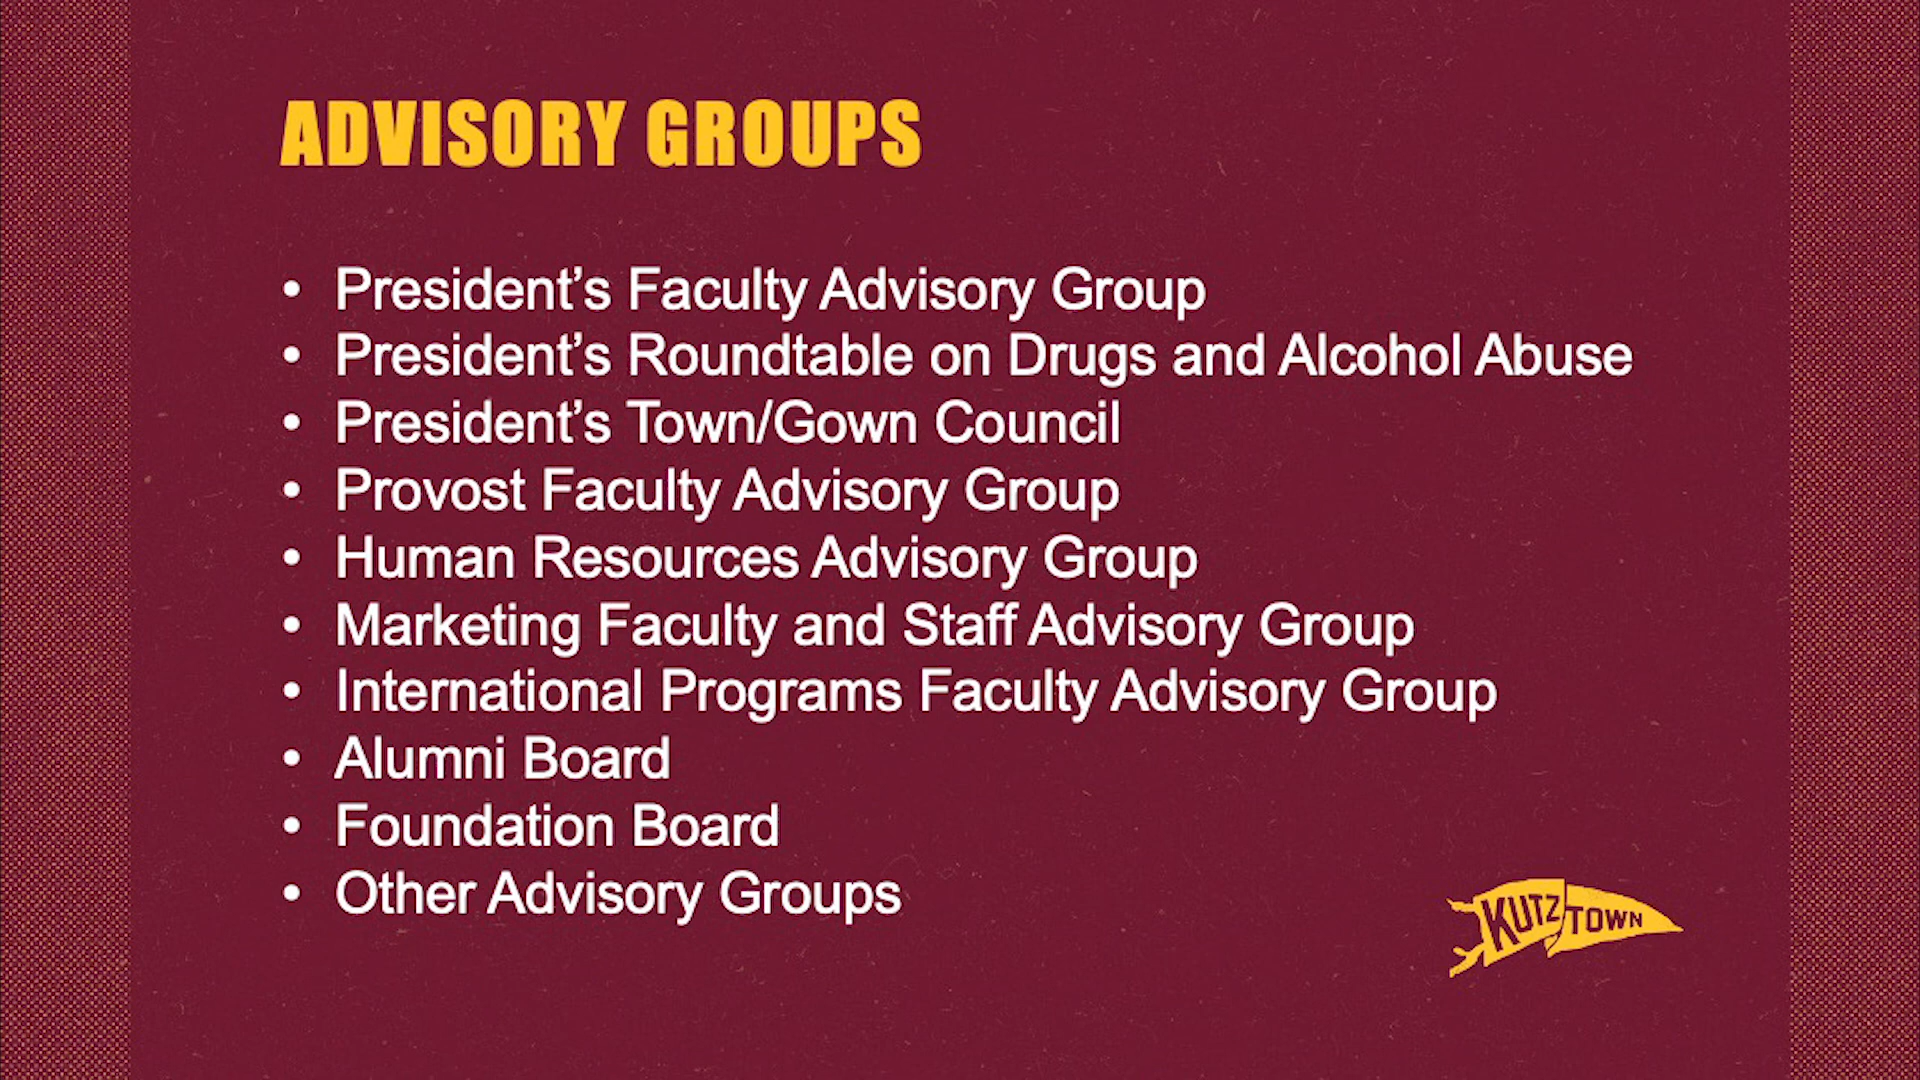 ADVISORY GROUPS
• President’s Faculty Advisory Group
• President’s Roundtable on Drugs and Alcohol Abuse
• President’s Town/Gown Council
• Provost Faculty Advisory Group
• Human Resources Advisory Group
• Marketing Faculty and Staff Advisory Group
• International Programs Faculty Advisory Group
• Alumni Board
• Foundation Board
• Other Advisory Groups
KUTZTOWN